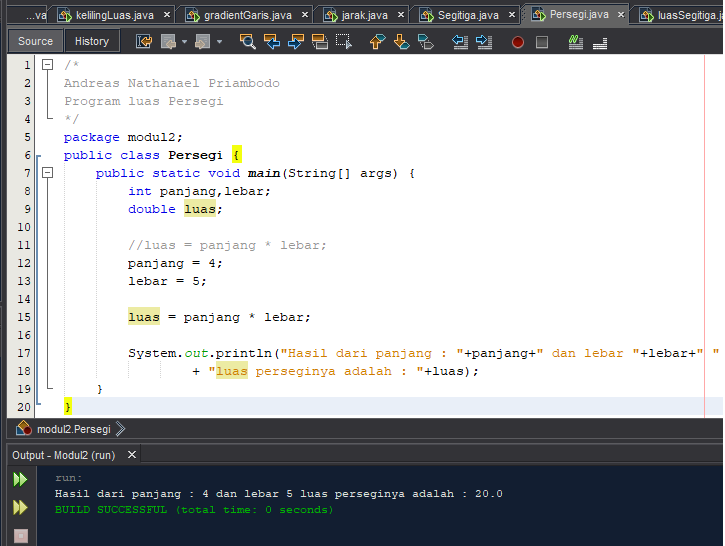 ...va kelilingLuas.java gradientGaris.java jarak.java Segitiga.java Persegi.java luasSegitiga.java
Source History
1 /*
2 Andreas Nathanael Priambodo
3 Program luas Persegi
4 */
5 package modul2;
6 public class Persegi {
7 public static void main(String[] args) {
8 int panjang,lebar;
9 double luas;
10
11 //luas = panjang * lebar;
12 panjang = 4;
13 lebar = 5;
14
15 luas = panjang * lebar;
16
17 System.out.println("Hasil dari panjang : "+panjang+" dan lebar "+lebar+" "
18 + "luas perseginya adalah : "+luas);
19 }
20 }
modul2.Persegi
Output - Modul2 (run)
run:
Hasil dari panjang : 4 dan lebar 5 luas perseginya adalah : 20.0
BUILD SUCCESSFUL (total time: 0 seconds)